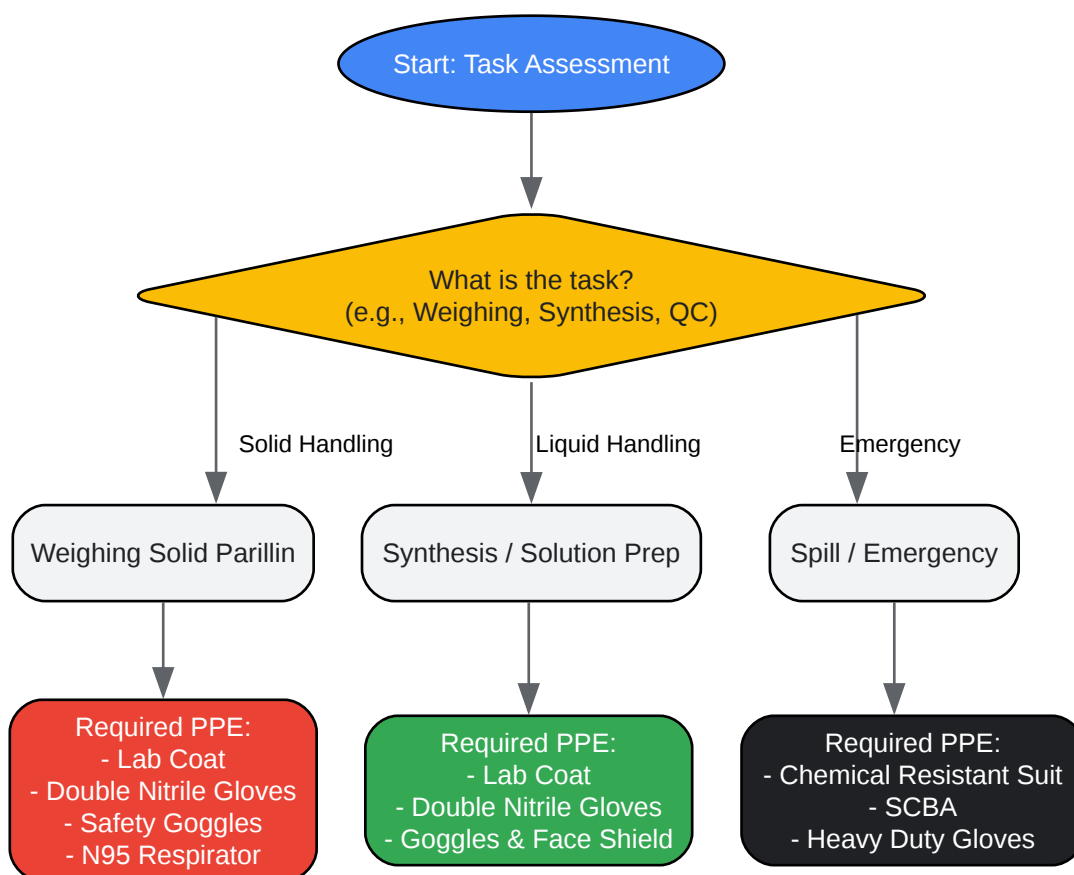 Start: Task Assessment
What is the task?
(e.g., Weighing, Synthesis, QC)
Solid Handling
Liquid Handling
Emergency
Weighing Solid Parillin
Synthesis / Solution Prep
Spill / Emergency
Required PPE:
- Lab Coat
- Double Nitrile Gloves
- Safety Goggles
- N95 Respirator
Required PPE:
- Lab Coat
- Double Nitrile Gloves
- Goggles & Face Shield
Required PPE:
- Chemical Resistant Suit
- SCBA
- Heavy Duty Gloves